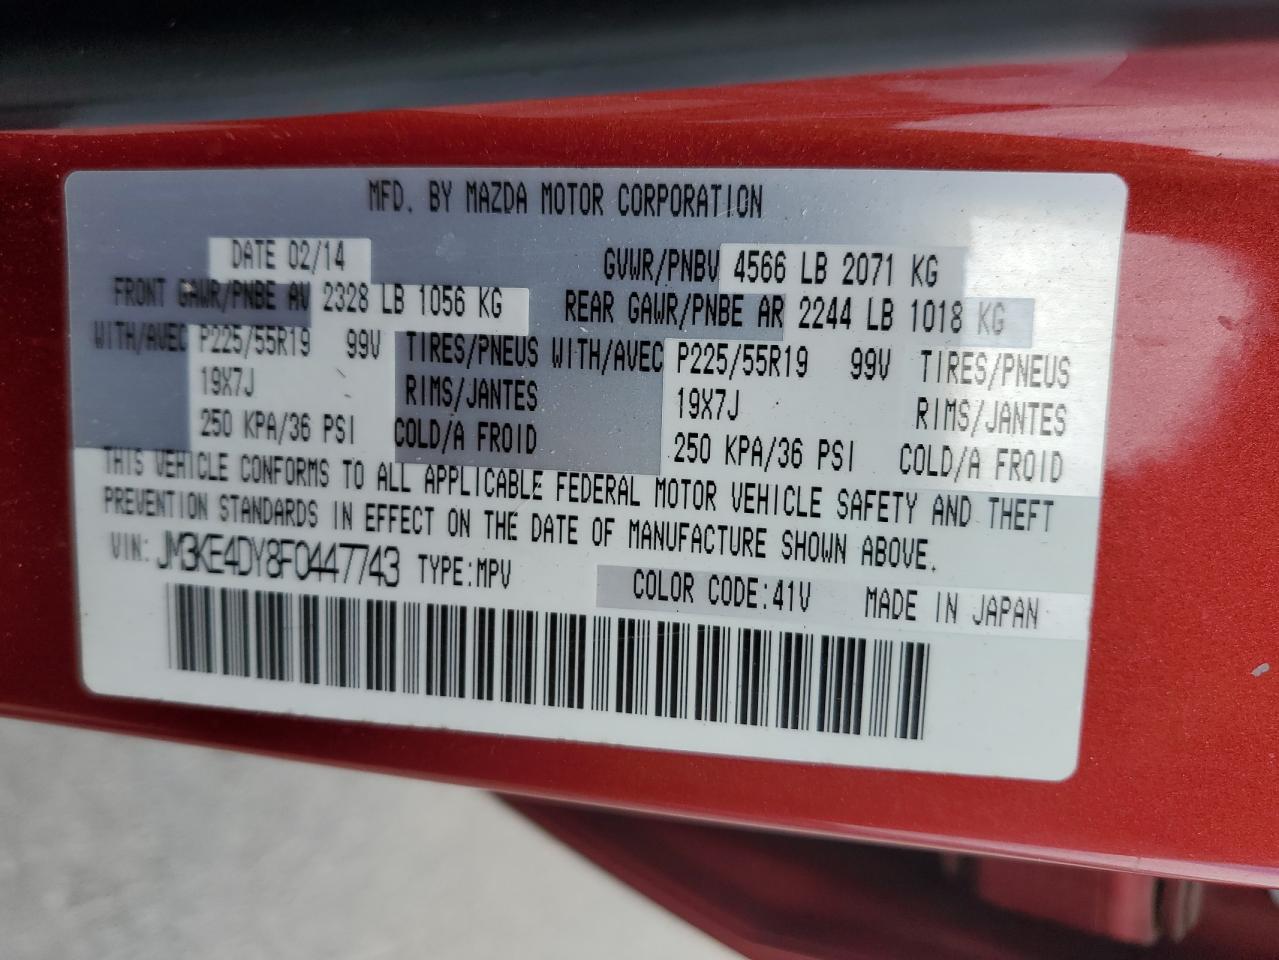 MFD. BY MAZDA MOTOR CORPORATION
DATE 02/14 GVWR/PNBV 4566 LB 2071 KG
FRONT GAWR/PNBE AV 2328 LB 1056 KG REAR GAWR/PNBE AR 2244 LB 1018 KG
WITH/AVEC P225/55R19 99V TIRES/PNEUS WITH/AVEC P225/55R19 99V TIRES/PNEUS
19X7J RIMS/JANTES 19X7J RIMS/JANTES
250 KPA/36 PSI COLD/A FROID 250 KPA/36 PSI COLD/A FROID
THIS VEHICLE CONFORMS TO ALL APPLICABLE FEDERAL MOTOR VEHICLE SAFETY AND THEFT
PREVENTION STANDARDS IN EFFECT ON THE DATE OF MANUFACTURE SHOWN ABOVE.
VIN: JM3KE4DY8F0447743 TYPE:MPV COLOR CODE:41V MADE IN JAPAN